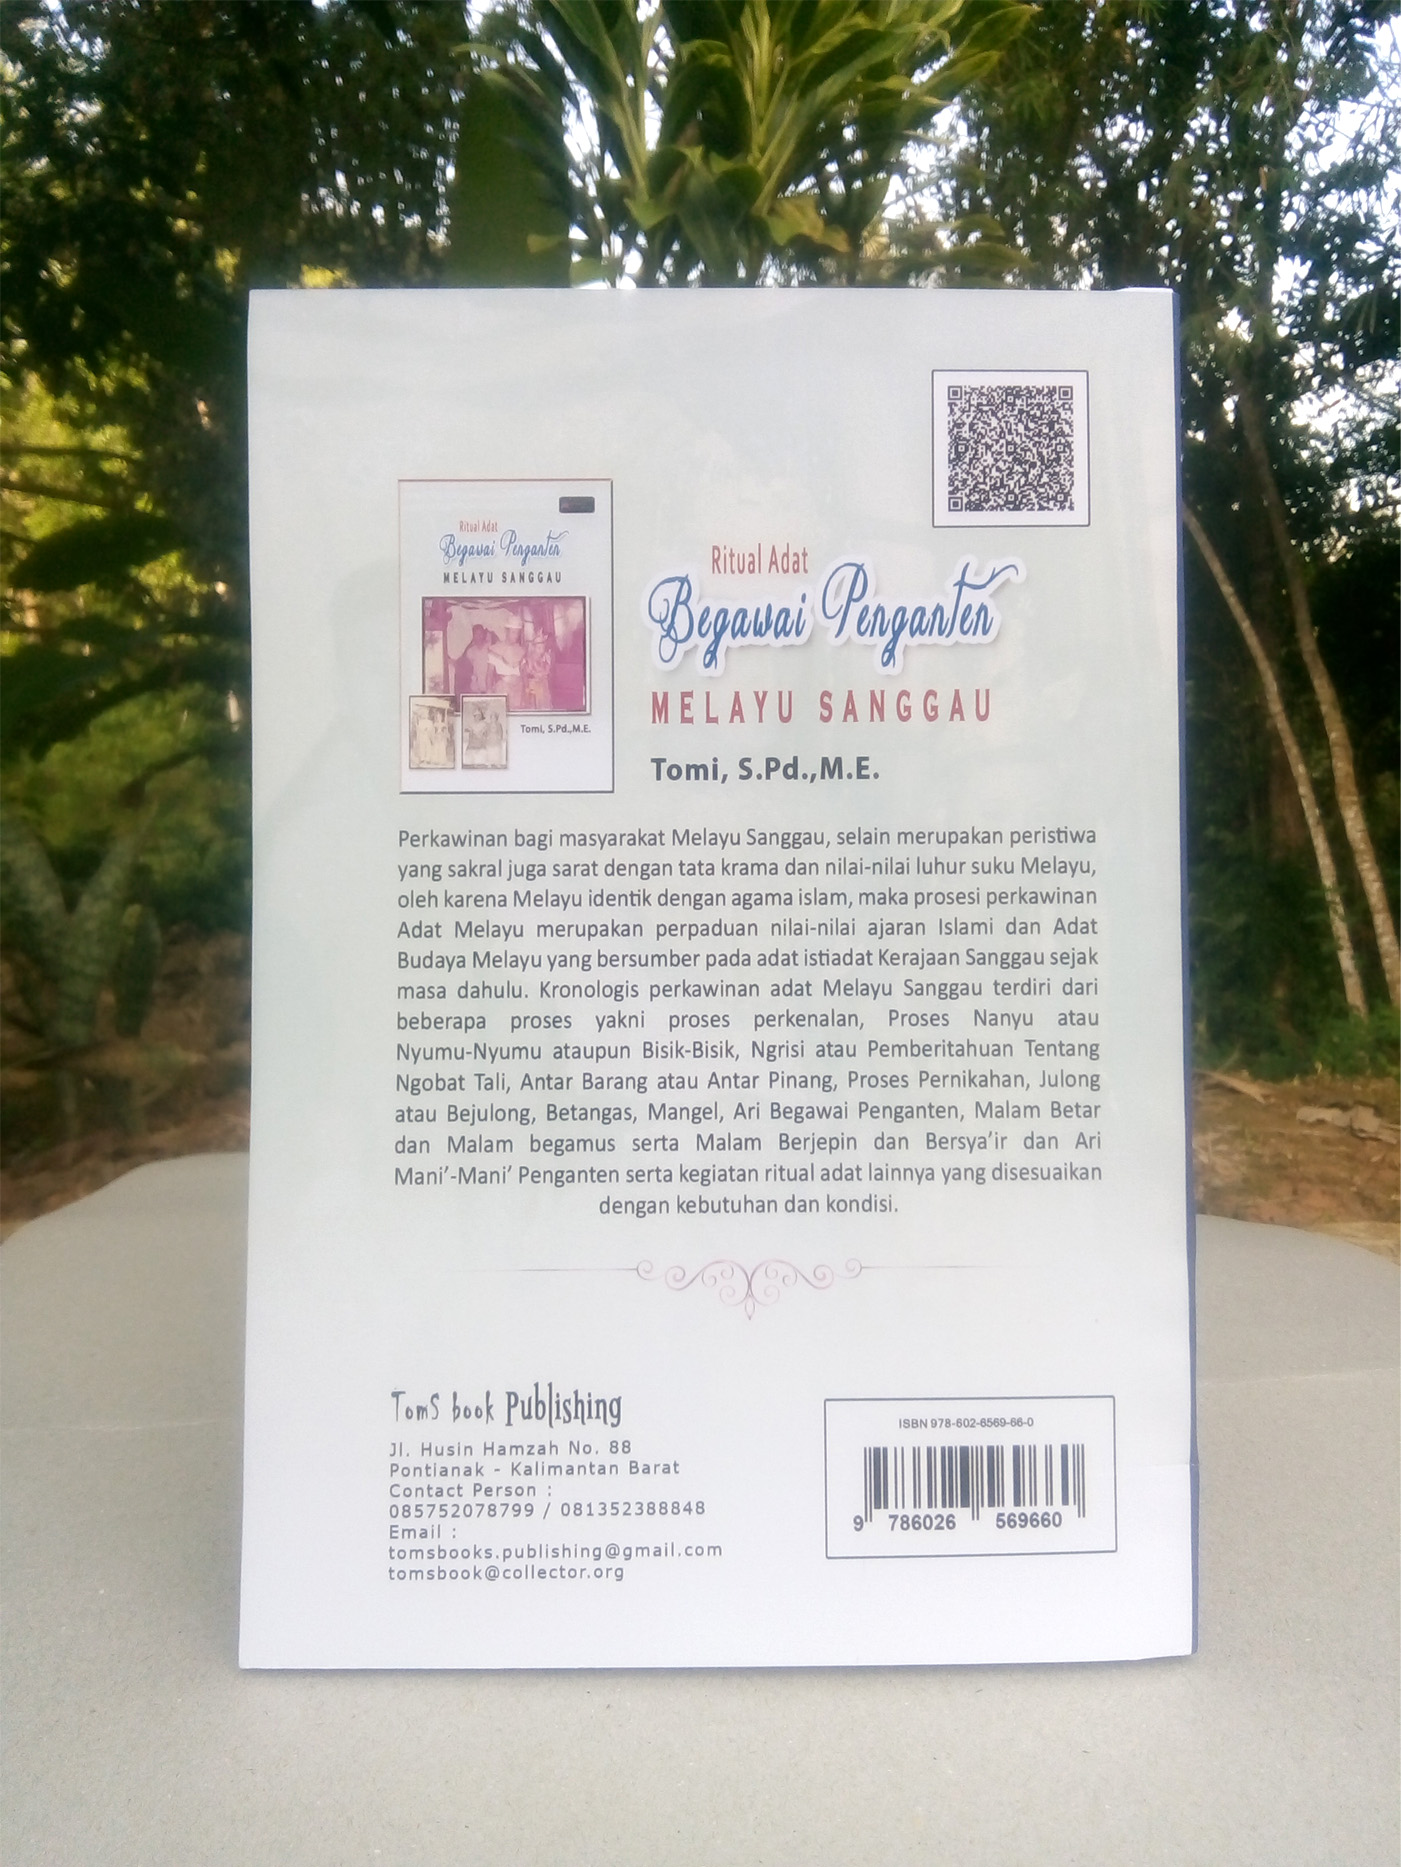 Ritual Adat
Begawai Penganten
MELAYU SANGGAU
Tomi, S.Pd.,M.E.
Ritual Adat
Begawai Penganten
MELAYU SANGGAU
Tomi, S.Pd.,M.E.
Perkawinan bagi masyarakat Melayu Sanggau, selain merupakan peristiwa
yang sakral juga sarat dengan tata krama dan nilai-nilai luhur suku Melayu,
oleh karena Melayu identik dengan agama islam, maka prosesi perkawinan
Adat Melayu merupakan perpaduan nilai-nilai ajaran Islami dan Adat
Budaya Melayu yang bersumber pada adat istiadat Kerajaan Sanggau sejak
masa dahulu. Kronologis perkawinan adat Melayu Sanggau terdiri dari
beberapa proses yakni proses perkenalan, Proses Nanyu atau
Nyumu-Nyumu ataupun Bisik-Bisik, Ngrisi atau Pemberitahuan Tentang
Ngobat Tali, Antar Barang atau Antar Pinang, Proses Pernikahan, Julong
atau Bejulong, Betangas, Mangel, Ari Begawai Penganten, Malam Betar
dan Malam begamus serta Malam Berjepin dan Bersya'ir dan Ari
Mani'-Mani' Penganten serta kegiatan ritual adat lainnya yang disesuaikan
dengan kebutuhan dan kondisi.
TomS book Publishing
Jl. Husin Hamzah No. 88
Pontianak - Kalimantan Barat
Contact Person :
085752078799 / 081352388848
Email :
tomsbooks.publishing@gmail.com
tomsbook@collector.org
ISBN 978-602-6569-66-0
9 786026 569660